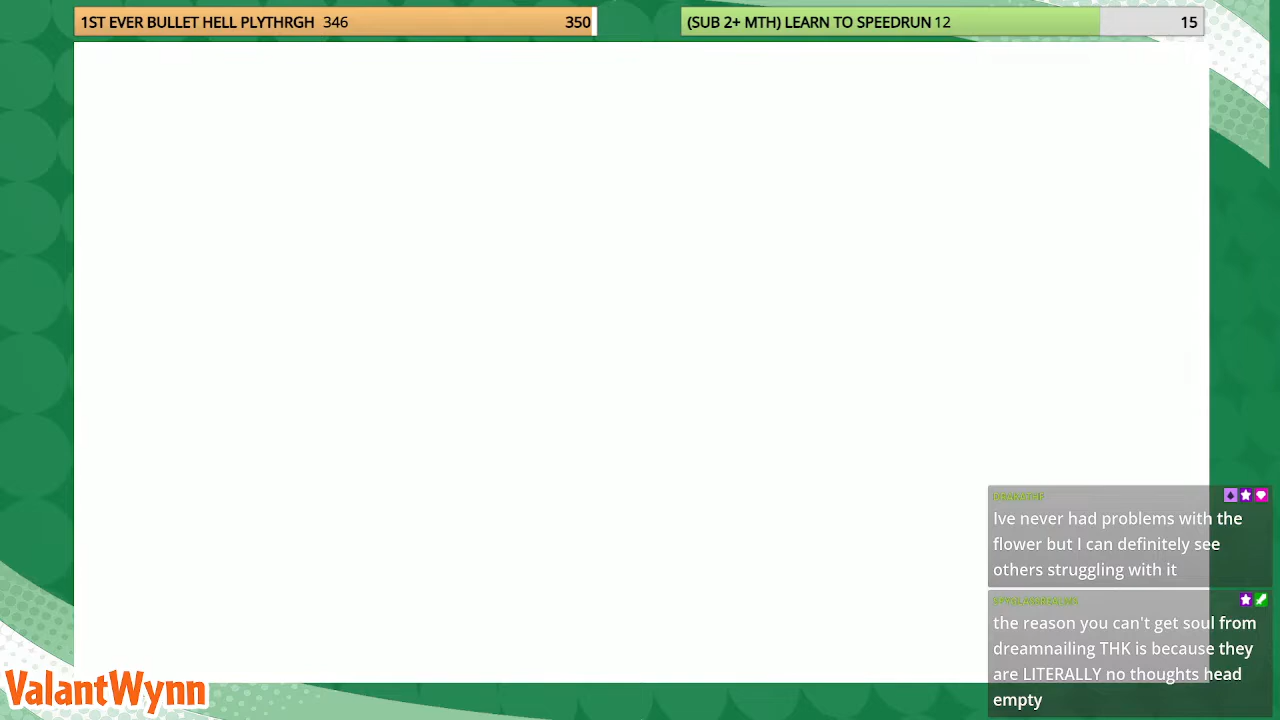 1ST EVER BULLET HELL PLYTHRGH 346 350
(SUB 2+ MTH) LEARN TO SPEEDRUN 12 15
Ive never had problems with the
flower but I can definitely see
others struggling with it
the reason you can't get soul from
dreamnailing THK is because they
are LITERALLY no thoughts head
empty
ValantWynn